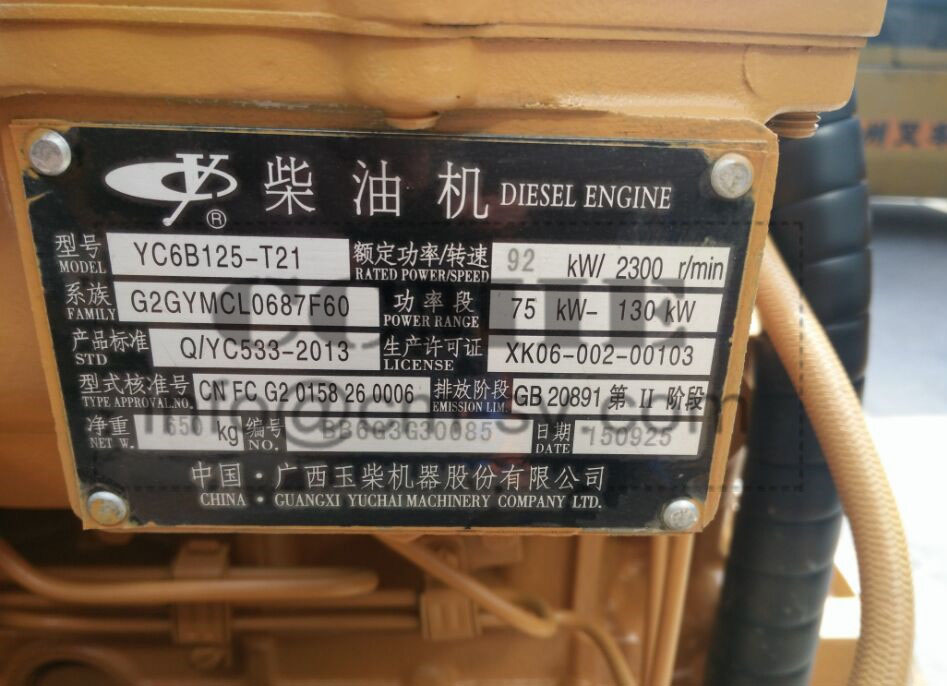 柴油机 DIESEL ENGINE
型号 MODEL YC6B125-T21 额定功率/转速 RATED POWER/SPEED 92 kW/ 2300 r/min
系族 FAMILY G2GYMCL0687F60 功率段 POWER RANGE 75 kW- 130 kW
产品标准 STD Q/YC533-2013 生产许可证 LICENSE XK06-002-00103
型式核准号 TYPE APPROVAL.NO. CN FC G2 0158 26 0006 排放阶段 EMISSION LIM. GB 20891 第 II 阶段
净重 NET W. 650 kg 编号 NO. BB6G3G30085 日期 DATE 150925
中国·广西玉柴机器股份有限公司
CHINA · GUANGXI YUCHAI MACHINERY COMPANY LTD.